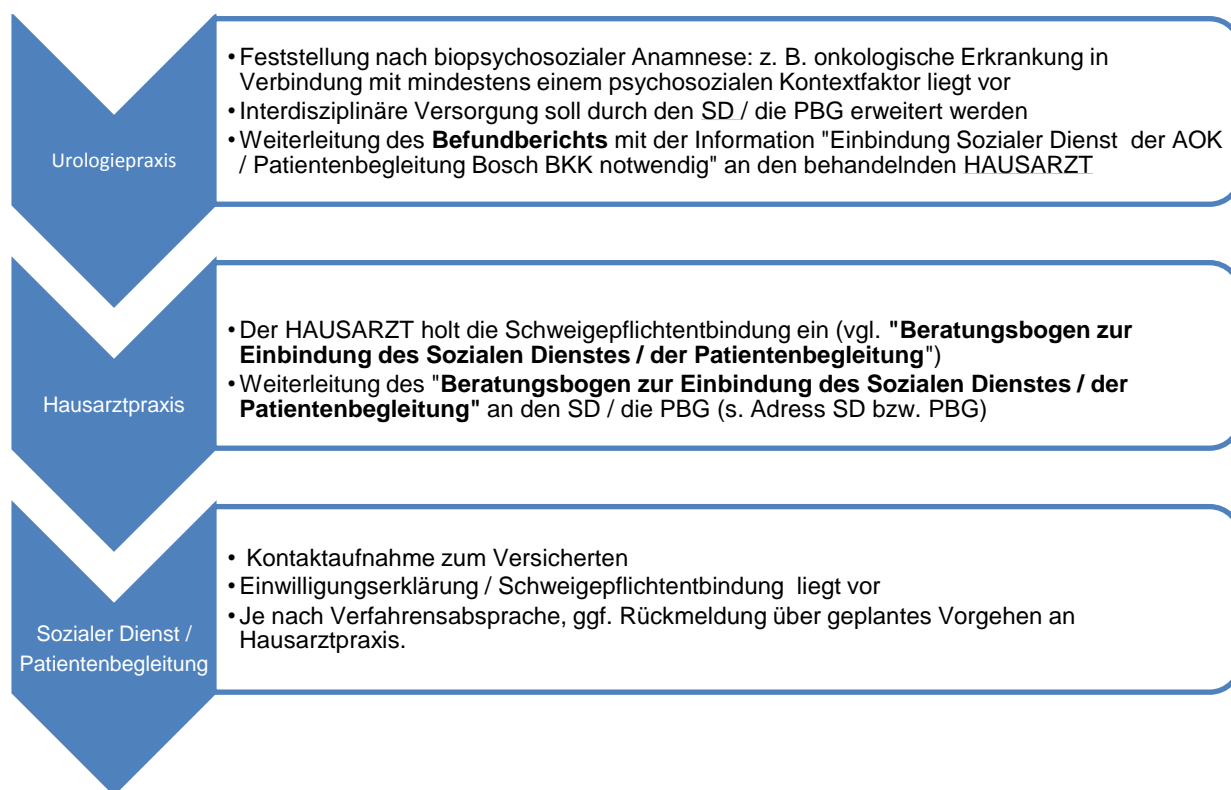 Urologiepraxis
• Feststellung nach biopsychosozialer Anamnese: z. B. onkologische Erkrankung in
Verbindung mit mindestens einem psychosozialen Kontextfaktor liegt vor
• Interdisziplinäre Versorgung soll durch den SD / die PBG erweitert werden
• Weiterleitung des Befundberichts mit der Information "Einbindung Sozialer Dienst der AOK
/ Patientenbegleitung Bosch BKK notwendig" an den behandelnden HAUSARZT
Hausarztpraxis
• Der HAUSARZT holt die Schweigepflichtentbindung ein (vgl. "Beratungsbogen zur
Einbindung des Sozialen Dienstes / der Patientenbegleitung")
• Weiterleitung des "Beratungsbogen zur Einbindung des Sozialen Dienstes / der
Patientenbegleitung" an den SD / die PBG (s. Adress SD bzw. PBG)
Sozialer Dienst /
Patientenbegleitung
• Kontaktaufnahme zum Versicherten
• Einwilligungserklärung / Schweigepflichtentbindung liegt vor
• Je nach Verfahrensabsprache, ggf. Rückmeldung über geplantes Vorgehen an
Hausarztpraxis.